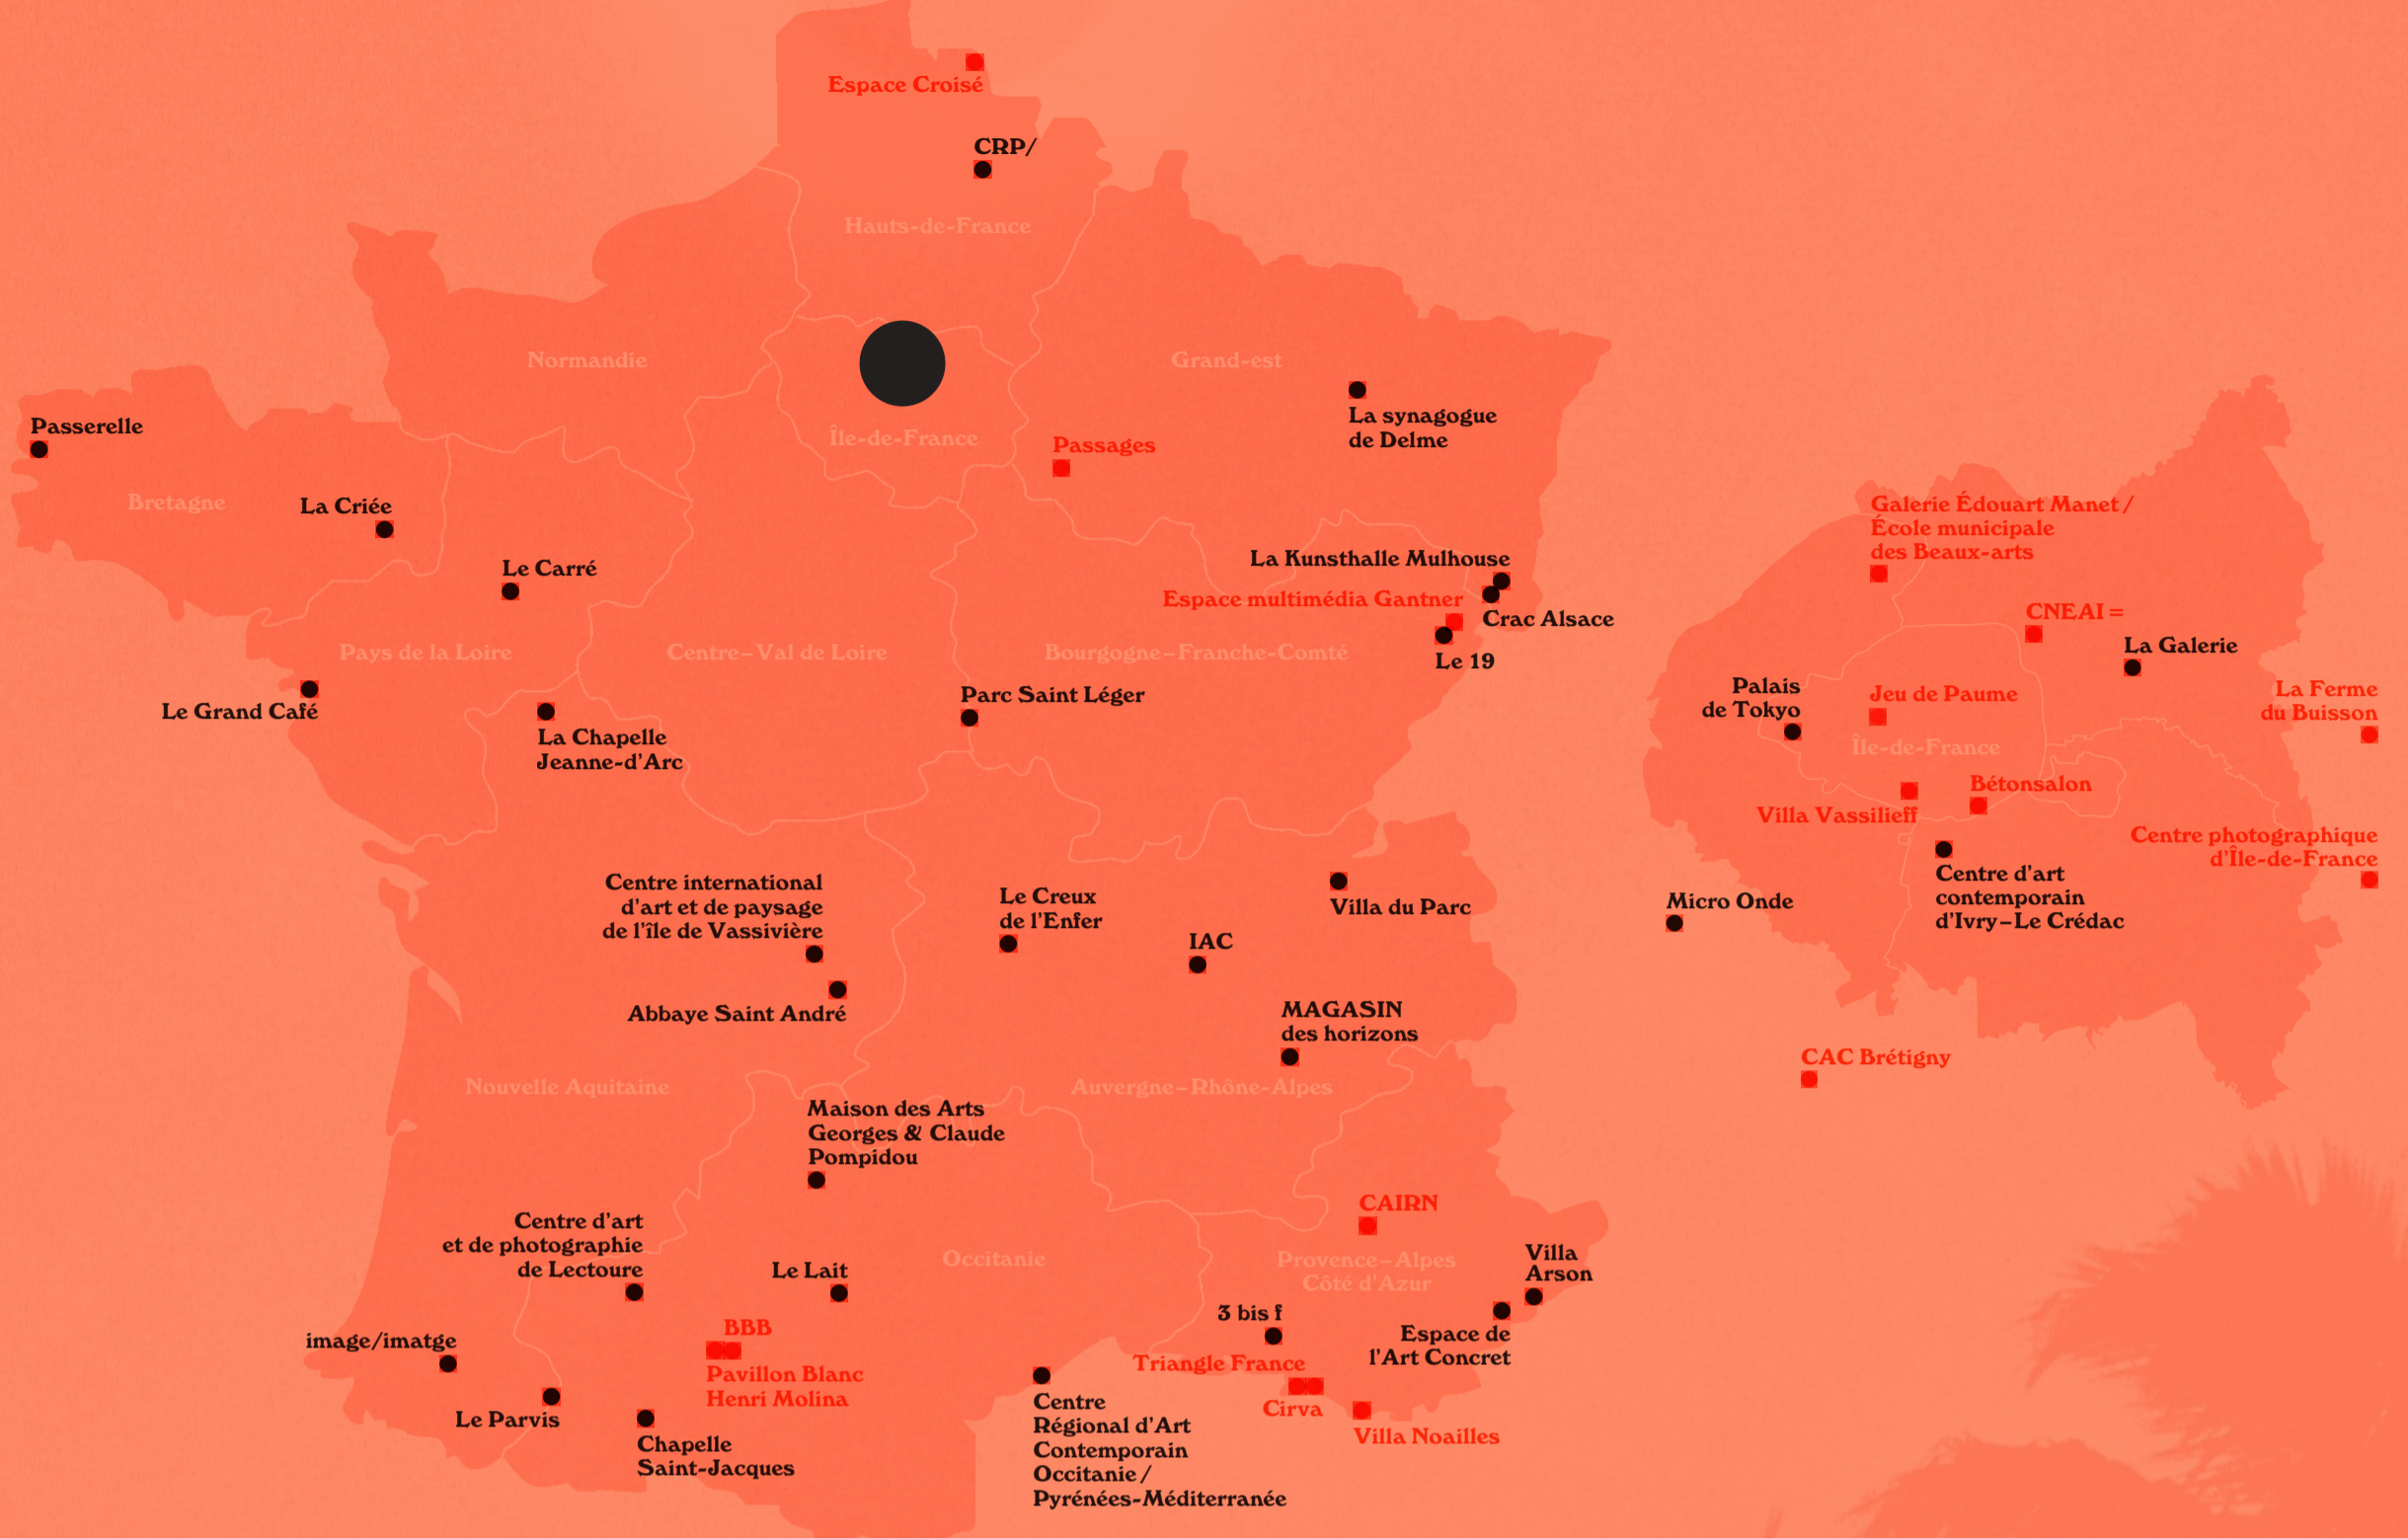 Espace Croisé
CRP/
Hauts-de-France
Normandie
Grand-est
La synagogue
de Delme
Île-de-France
Passages
Passerelle
Bretagne
La Criée
Le Carré
La Kunsthalle Mulhouse
Espace multimédia Gantner
Crac Alsace
Le 19
Pays de la Loire
Centre–Val de Loire
Bourgogne–Franche-Comté
Le Grand Café
Parc Saint Léger
La Chapelle
Jeanne-d'Arc
Centre international
d'art et de paysage
de l'île de Vassivière
Abbaye Saint André
Le Creux
de l'Enfer
IAC
Villa du Parc
MAGASIN
des horizons
Nouvelle Aquitaine
Auvergne–Rhône-Alpes
Maison des Arts
Georges & Claude
Pompidou
Centre d'art
et de photographie
de Lectoure
Le Lait
Occitanie
CAIRN
Provence–Alpes
Côté d'Azur
Villa
Arson
3 bis f
Espace de
l'Art Concret
image/imatge
BBB
Pavillon Blanc
Henri Molina
Triangle France
Cirva
Villa Noailles
Le Parvis
Chapelle
Saint-Jacques
Centre
Régional d'Art
Contemporain
Occitanie /
Pyrénées-Méditerranée
Galerie Édouart Manet /
École municipale
des Beaux-arts
CNEAI =
La Galerie
Palais
de Tokyo
Jeu de Paume
La Ferme
du Buisson
Île-de-France
Bétonsalon
Villa Vassilieff
Centre photographique
d'Île-de-France
Centre d'art
contemporain
d'Ivry–Le Crédac
Micro Onde
CAC Brétigny